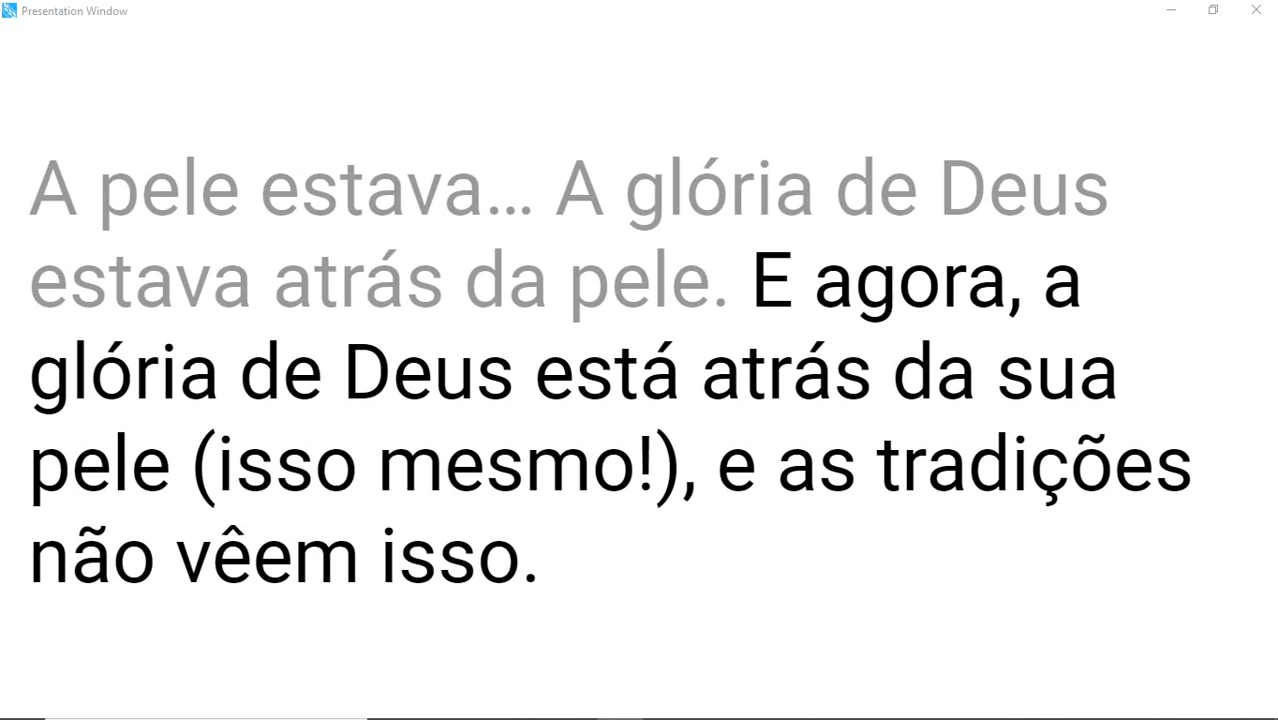 Presentation Window
A pele estava... A glória de Deus
estava atrás da pele. E agora, a
glória de Deus está atrás da sua
pele (isso mesmo!), e as tradições
não vêem isso.